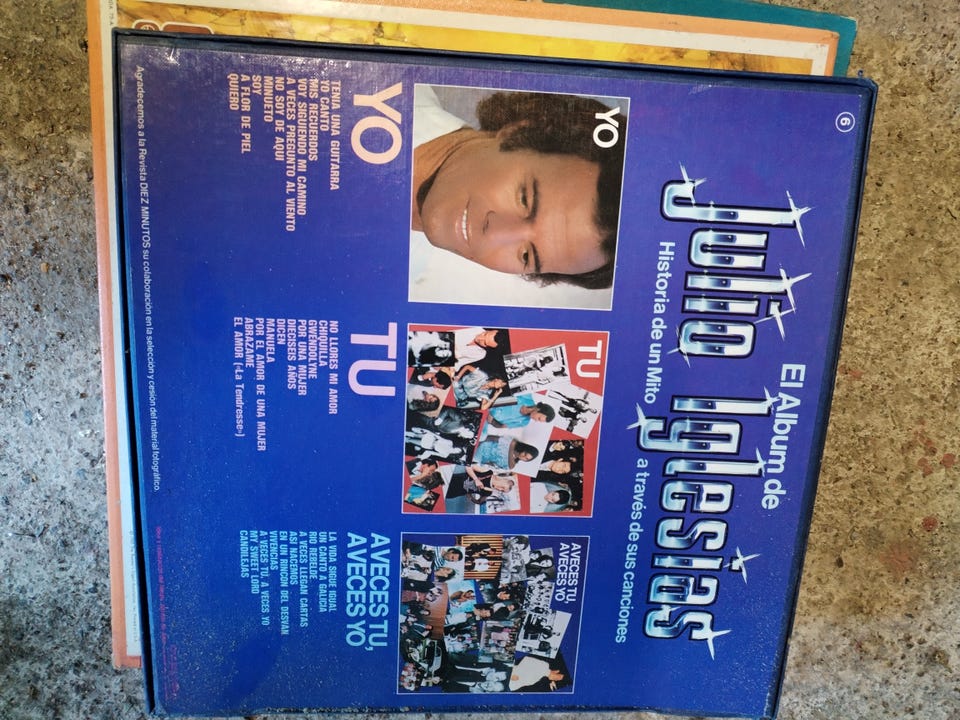 6
El Album de
Julio Iglesias
Historia de un Mito a través de sus canciones
YO
TU
A VECES TU,
A VECES YO
YO
TENIA UNA GUITARRA
YO CANTO
MIS RECUERDOS
VOY SIGUIENDO MI CAMINO
A VECES PREGUNTO AL VIENTO
NO SOY DE AQUI
MINUETO
SOY
A FLOR DE PIEL
QUIERO
TU
NO LLORES MI AMOR
CHIQUILLA
GWENDOLYNE
POR UNA MUJER
DIECISEIS AÑOS
DICEN
MANUELA
POR EL AMOR DE UNA MUJER
ABRAZAME
EL AMOR («La Tendresse»)
A VECES TU,
A VECES YO
LA VIDA SIGUE IGUAL
UN CANTO A GALICIA
RIO REBELDE
A VECES LLEGAN CARTAS
ASI NACEMOS
EN UN RINCON DEL DESVAN
VIVENCIAS
A VECES TU, A VECES YO
MY SWEET LORD
CANDILEJAS
Agradecemos a la Revista DIEZ MINUTOS su colaboración en la selección y cesión del material fotográfico.